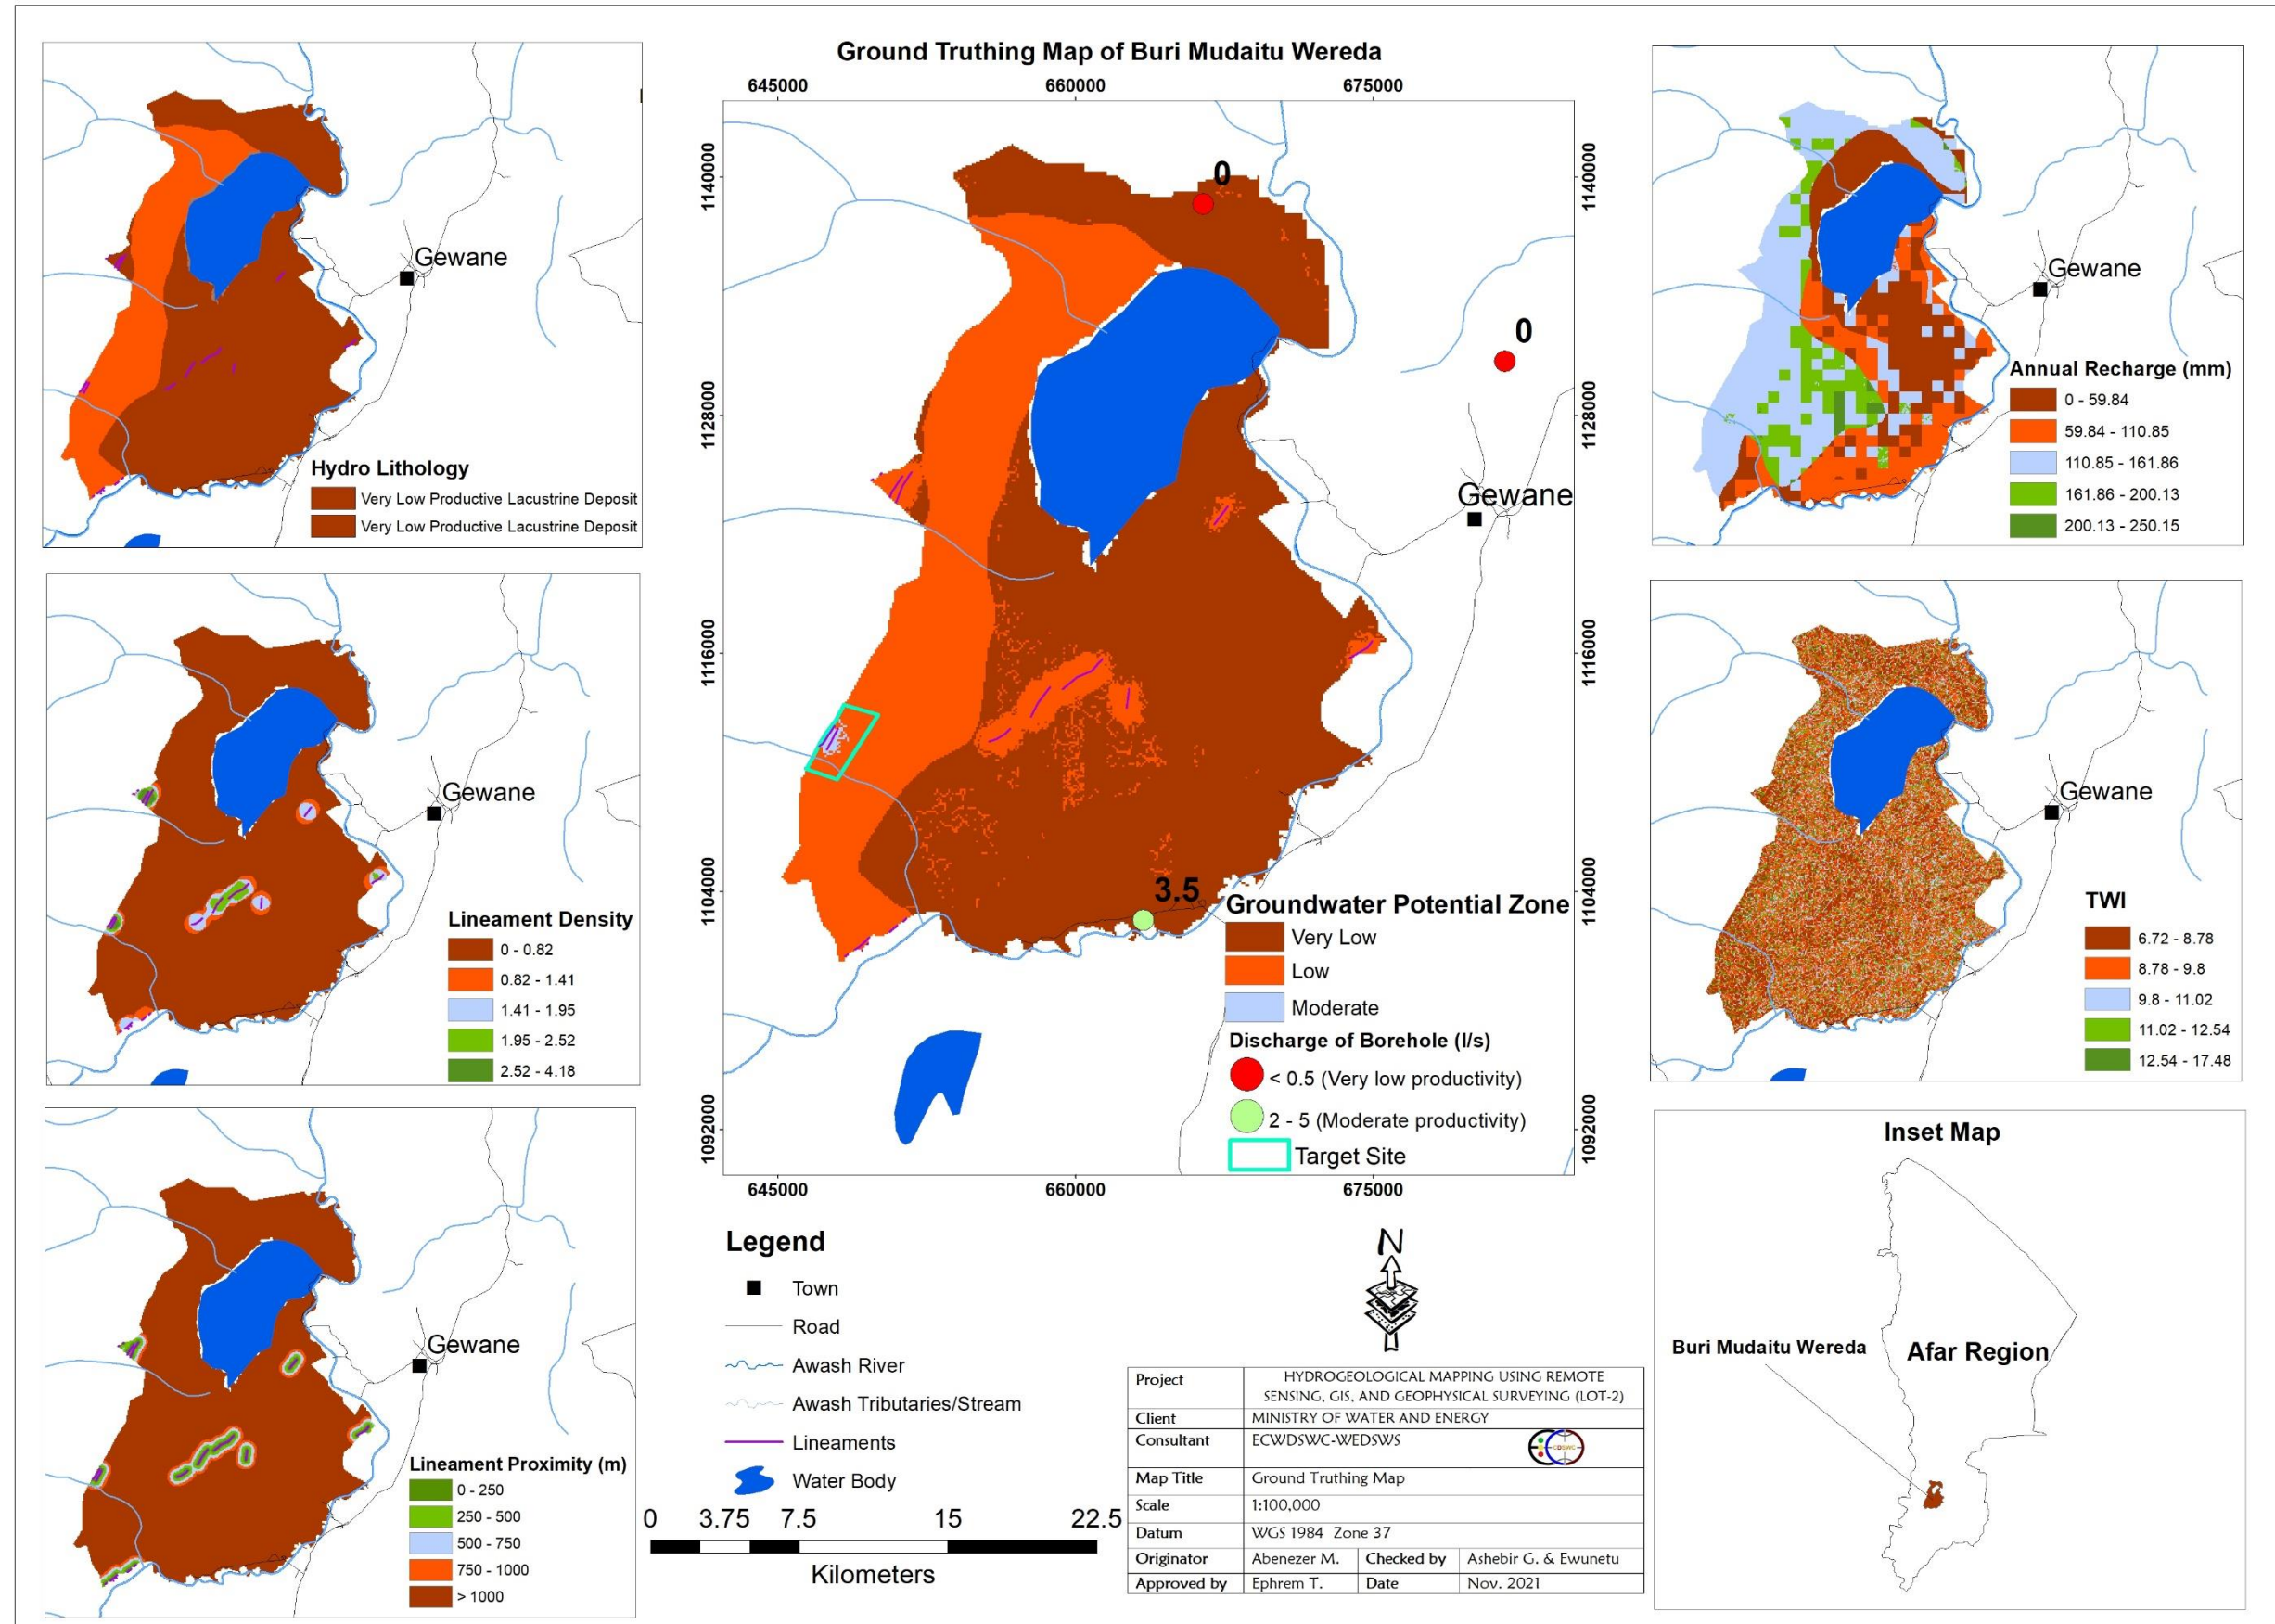 Ground Truthing Map of Buri Mudaitu Wereda
645000
660000
675000
1140000
1128000
1116000
1104000
1092000
1140000
1128000
1116000
1104000
1092000
645000
660000
675000
0
0
3.5
Gewane
Groundwater Potential Zone
Very Low
Low
Moderate
Discharge of Borehole (l/s)
< 0.5 (Very low productivity)
2 - 5 (Moderate productivity)
Target Site
Gewane
Hydro Lithology
Very Low Productive Lacustrine Deposit
Very Low Productive Lacustrine Deposit
Gewane
Lineament Density
0 - 0.82
0.82 - 1.41
1.41 - 1.95
1.95 - 2.52
2.52 - 4.18
Gewane
Lineament Proximity (m)
0 - 250
250 - 500
500 - 750
750 - 1000
> 1000
Gewane
Annual Recharge (mm)
0 - 59.84
59.84 - 110.85
110.85 - 161.86
161.86 - 200.13
200.13 - 250.15
Gewane
TWI
6.72 - 8.78
8.78 - 9.8
9.8 - 11.02
11.02 - 12.54
12.54 - 17.48
Inset Map
Buri Mudaitu Wereda
Afar Region
Legend
Town
Road
Awash River
Awash Tributaries/Stream
Lineaments
Water Body
0 3.75 7.5 15 22.5
Kilometers
N
Project HYDROGEOLOGICAL MAPPING USING REMOTE
SENSING, GIS, AND GEOPHYSICAL SURVEYING (LOT-2)
Client MINISTRY OF WATER AND ENERGY
Consultant ECWDSWC-WEDSWS
Map Title Ground Truthing Map
Scale 1:100,000
Datum WGS 1984 Zone 37
Originator Abenezer M. Checked by Ashebir G. & Ewunetu
Approved by Ephrem T. Date Nov. 2021